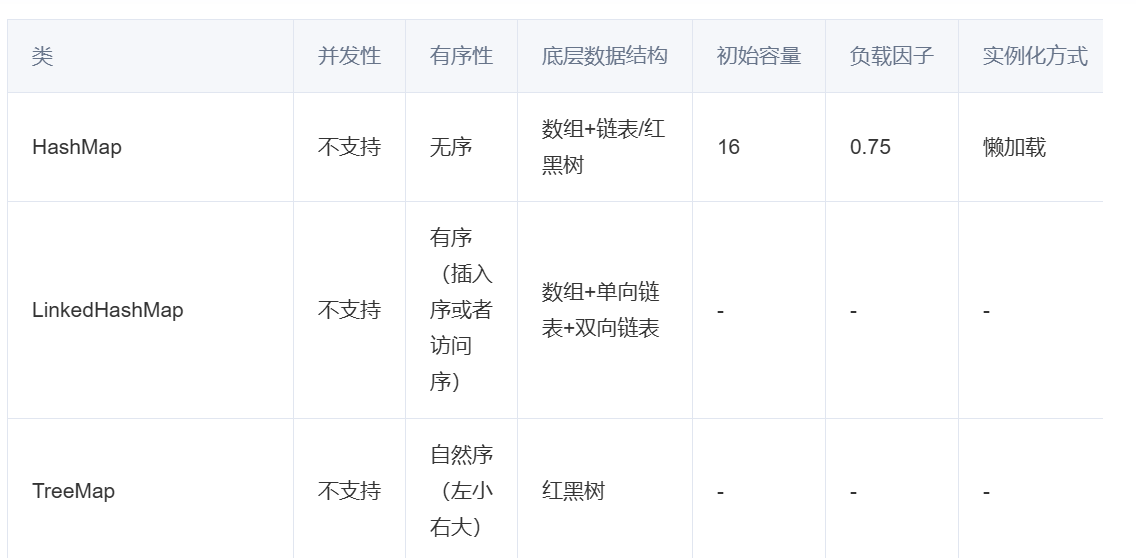 类 并发性 有序性 底层数据结构 初始容量 负载因子 实例化方式
HashMap 不支持 无序 数组+链表/红
黑树 16 0.75 懒加载
LinkedHashMap 不支持 有序
（插入
序或者
访问
序） 数组+单向链
表+双向链表 - - -
TreeMap 不支持 自然序
（左小
右大） 红黑树 - - -